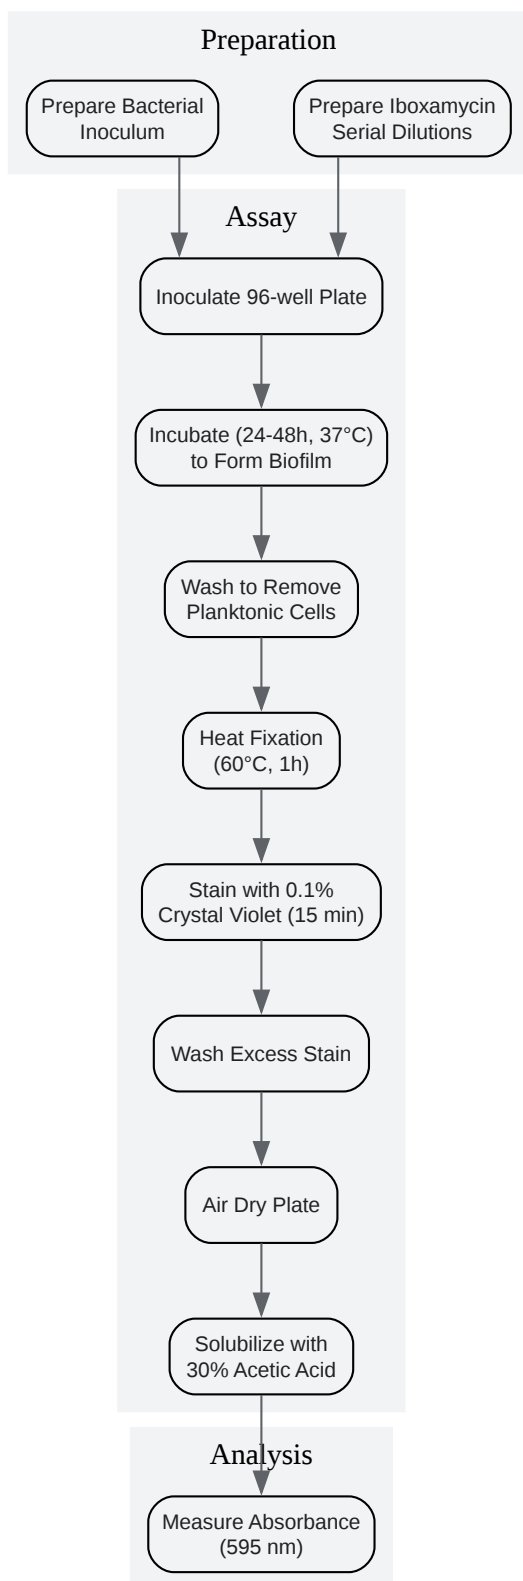 Preparation
Prepare Bacterial
Inoculum
Prepare Iboxamycin
Serial Dilutions
Assay
Inoculate 96-well Plate
Incubate (24-48h, 37°C)
to Form Biofilm
Wash to Remove
Planktonic Cells
Heat Fixation
(60°C, 1h)
Stain with 0.1%
Crystal Violet (15 min)
Wash Excess Stain
Air Dry Plate
Solubilize with
30% Acetic Acid
Analysis
Measure Absorbance
(595 nm)